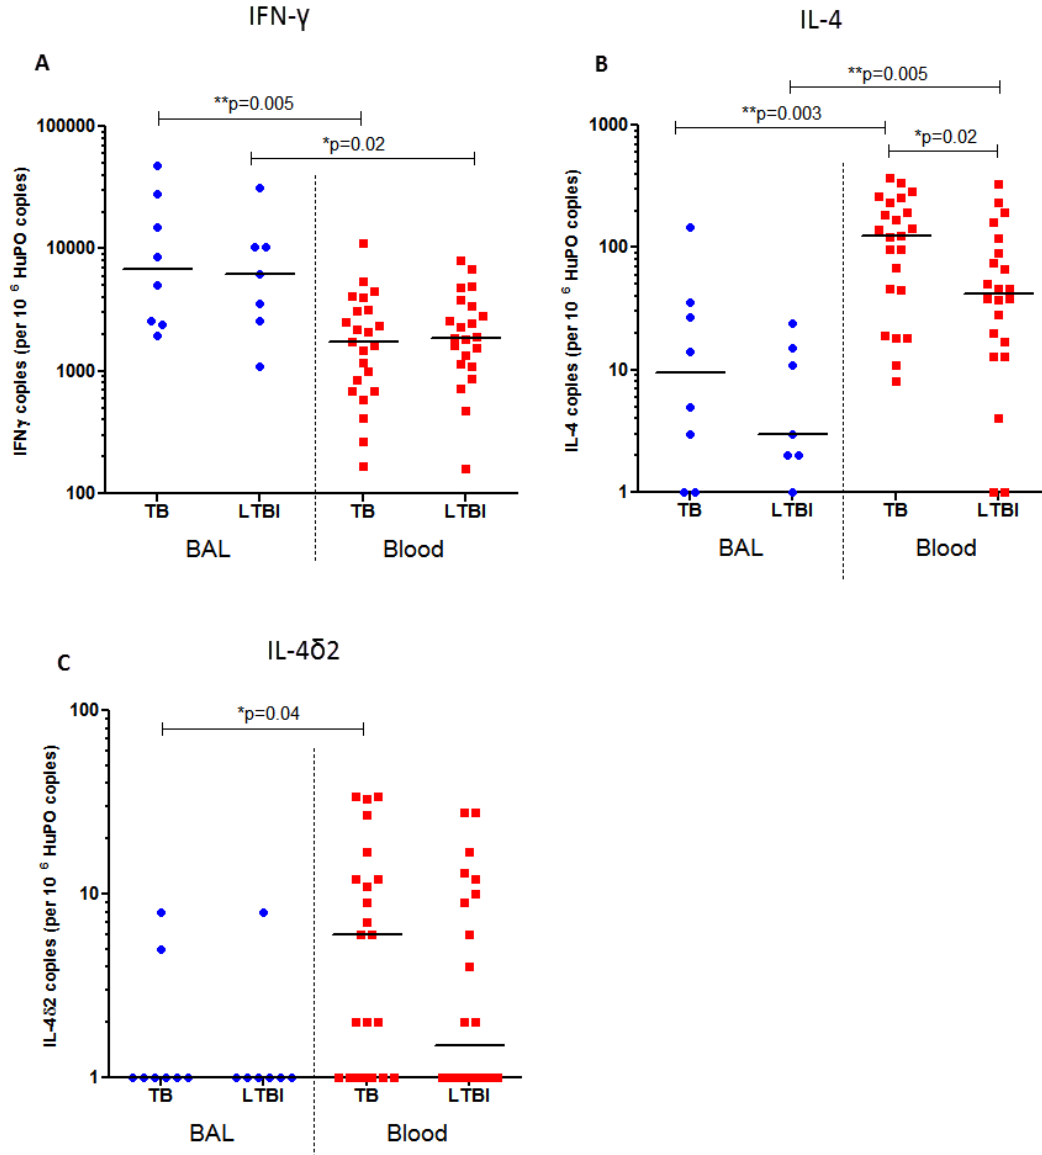 IFN-γ
A
**p=0.005
*p=0.02
IFNγ copies (per 10 6 HuPO copies)
100000
10000
1000
100
TB LTBI TB LTBI
BAL Blood
IL-4
B
**p=0.005
**p=0.003
*p=0.02
IL-4 copies (per 10 6 HuPO copies)
1000
100
10
1
TB LTBI TB LTBI
BAL Blood
IL-4δ2
C
*p=0.04
IL-4δ2 copies (per 10 6 HuPO copies)
100
10
1
TB LTBI TB LTBI
BAL Blood